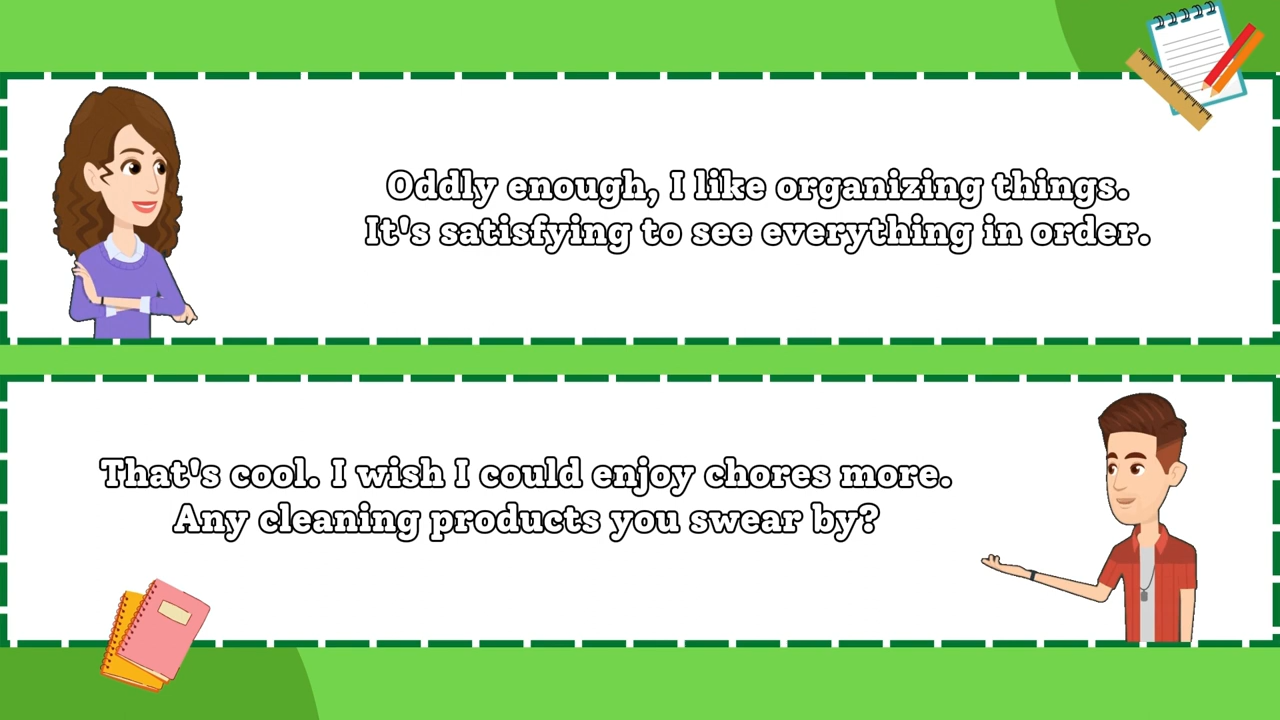 Oddly enough, I like organizing things.
It's satisfying to see everything in order.
That's cool. I wish I could enjoy chores more.
Any cleaning products you swear by?